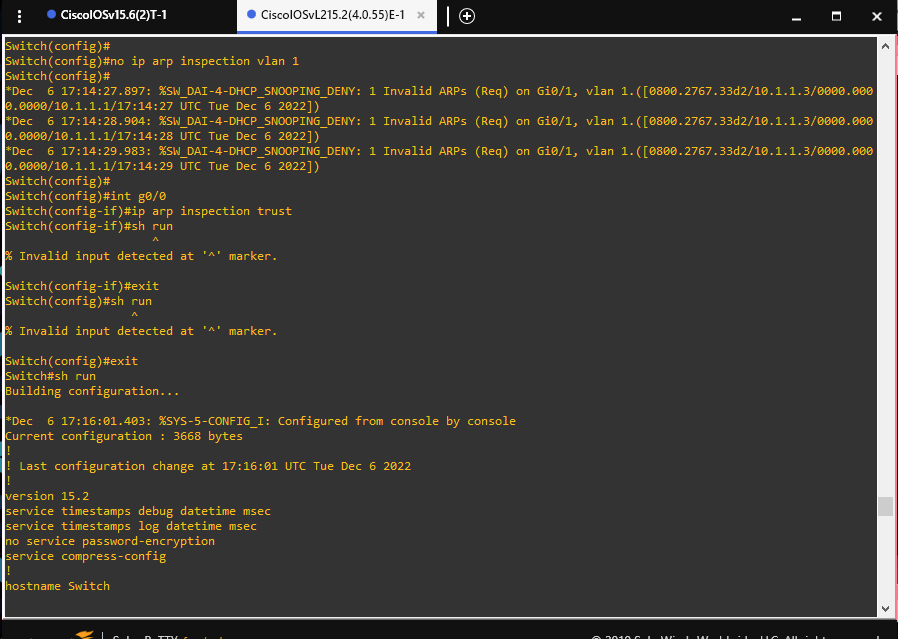 CiscoIOSv15.6(2)T-1
CiscoIOSvL215.2(4.0.55)E-1
Switch(config)#
Switch(config)#no ip arp inspection vlan 1
Switch(config)#
*Dec  6 17:14:27.897: %SW_DAI-4-DHCP_SNOOPING_DENY: 1 Invalid ARPs (Req) on Gi0/1, vlan 1.([0800.2767.33d2/10.1.1.3/0000.000
0.0000/10.1.1.1/17:14:27 UTC Tue Dec 6 2022])
*Dec  6 17:14:28.904: %SW_DAI-4-DHCP_SNOOPING_DENY: 1 Invalid ARPs (Req) on Gi0/1, vlan 1.([0800.2767.33d2/10.1.1.3/0000.000
0.0000/10.1.1.1/17:14:28 UTC Tue Dec 6 2022])
*Dec  6 17:14:29.983: %SW_DAI-4-DHCP_SNOOPING_DENY: 1 Invalid ARPs (Req) on Gi0/1, vlan 1.([0800.2767.33d2/10.1.1.3/0000.000
0.0000/10.1.1.1/17:14:29 UTC Tue Dec 6 2022])
Switch(config)#
Switch(config)#int g0/0
Switch(config-if)#ip arp inspection trust
Switch(config-if)#sh run
^
% Invalid input detected at '^' marker.
Switch(config-if)#exit
Switch(config)#sh run
^
% Invalid input detected at '^' marker.
Switch(config)#exit
Switch#sh run
Building configuration...
*Dec  6 17:16:01.403: %SYS-5-CONFIG_I: Configured from console by console
Current configuration : 3668 bytes
!
! Last configuration change at 17:16:01 UTC Tue Dec 6 2022
!
version 15.2
service timestamps debug datetime msec
service timestamps log datetime msec
no service password-encryption
service compress-config
!
hostname Switch